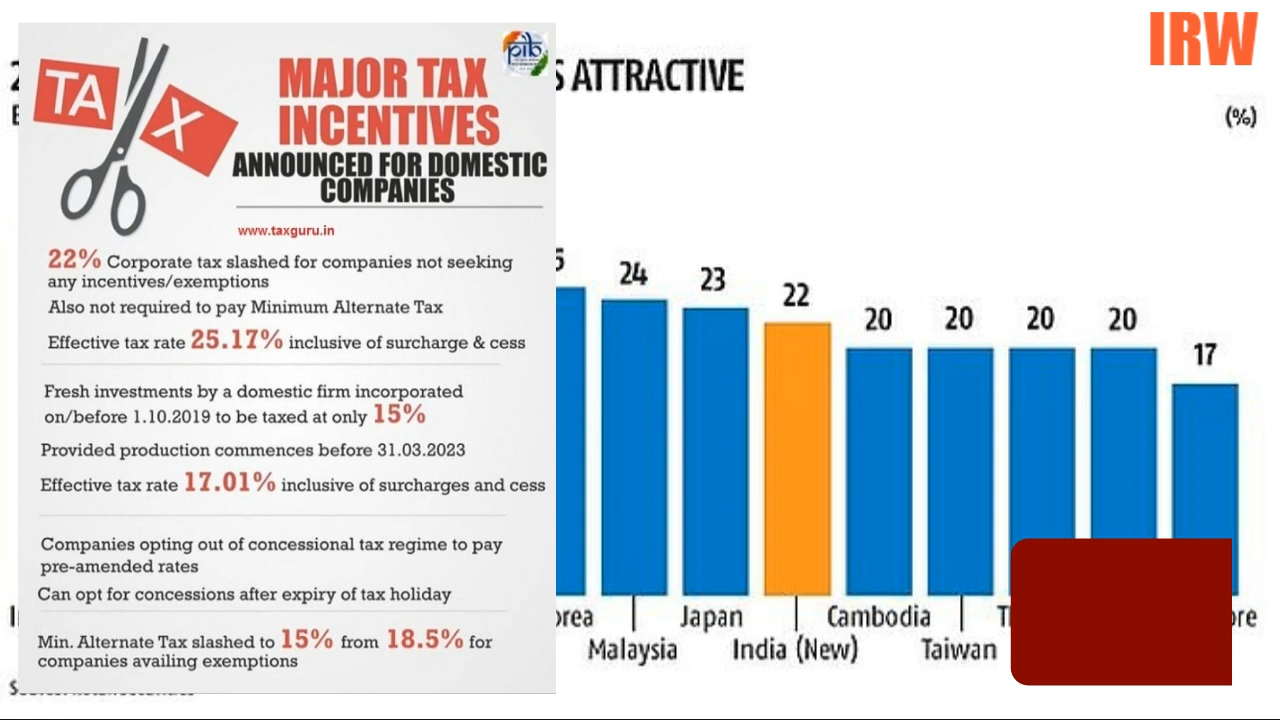 IRW
TAX
pib
MAJOR TAX
INCENTIVES
ANNOUNCED FOR DOMESTIC
COMPANIES
www.taxguru.in
22% Corporate tax slashed for companies not seeking
any incentives/exemptions
Also not required to pay Minimum Alternate Tax
Effective tax rate 25.17% inclusive of surcharge & cess
Fresh investments by a domestic firm incorporated
on/before 1.10.2019 to be taxed at only 15%
Provided production commences before 31.03.2023
Effective tax rate 17.01% inclusive of surcharges and cess
Companies opting out of concessional tax regime to pay
pre-amended rates
Can opt for concessions after expiry of tax holiday
Min. Alternate Tax slashed to 15% from 18.5% for
companies availing exemptions
ATTRACTIVE
(%)
24 23 22 20 20 20 20 17
Japan Cambodia
Malaysia India (New) Taiwan